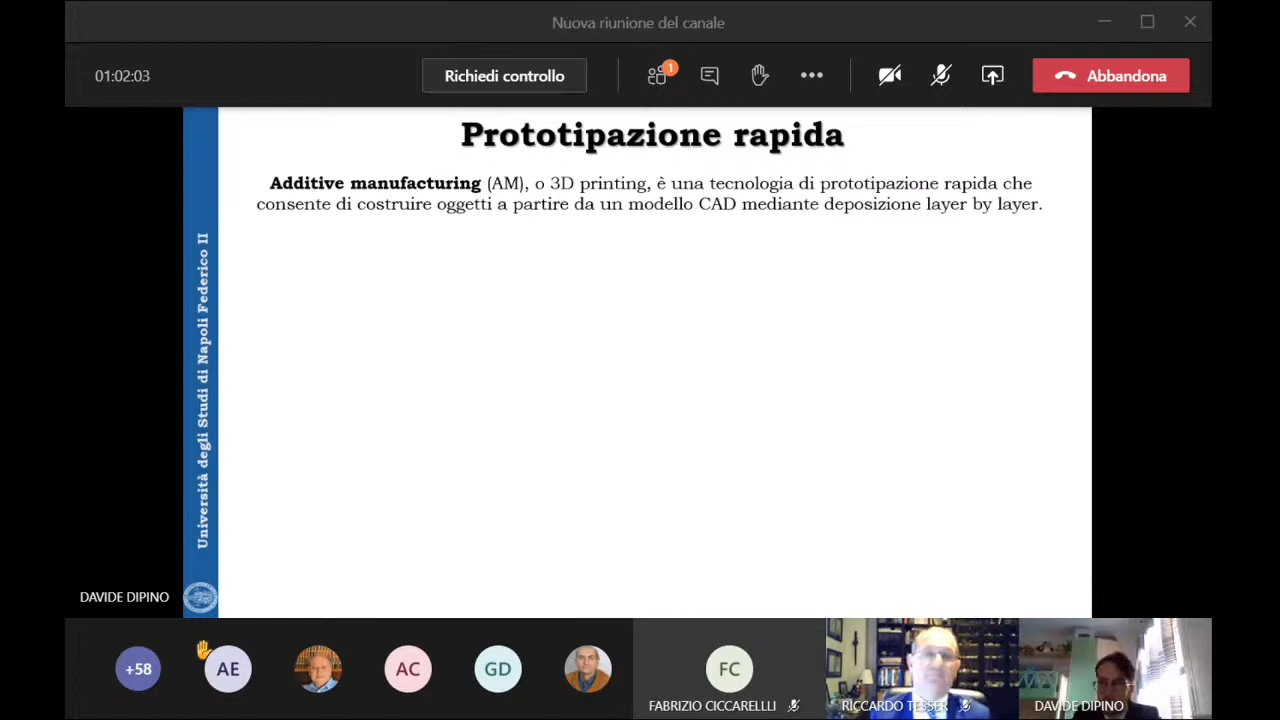 Nuova riunione del canale
01:02:03
Richiedi controllo
1
Abbandona
Prototipazione rapida
Additive manufacturing (AM), o 3D printing, è una tecnologia di prototipazione rapida che
consente di costruire oggetti a partire da un modello CAD mediante deposizione layer by layer.
Università degli Studi di Napoli Federico II
DAVIDE DIPINO
+58
AE
AC
GD
FC
FABRIZIO CICCARELLLI
RICCARDO TESSER
DAVIDE DIPINO